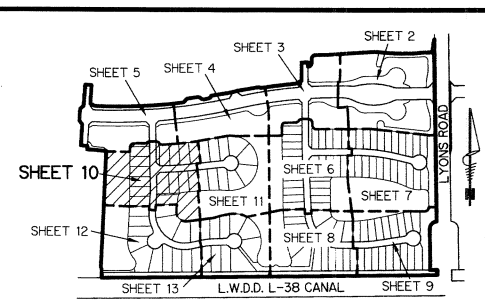 SHEET 2
SHEET 3
SHEET 4
SHEET 5
LYONS ROAD
SHEET 10
SHEET 6
SHEET 11
SHEET 7
SHEET 12
SHEET 8
SHEET 13
L.W.D.D. L-38 CANAL
SHEET 9